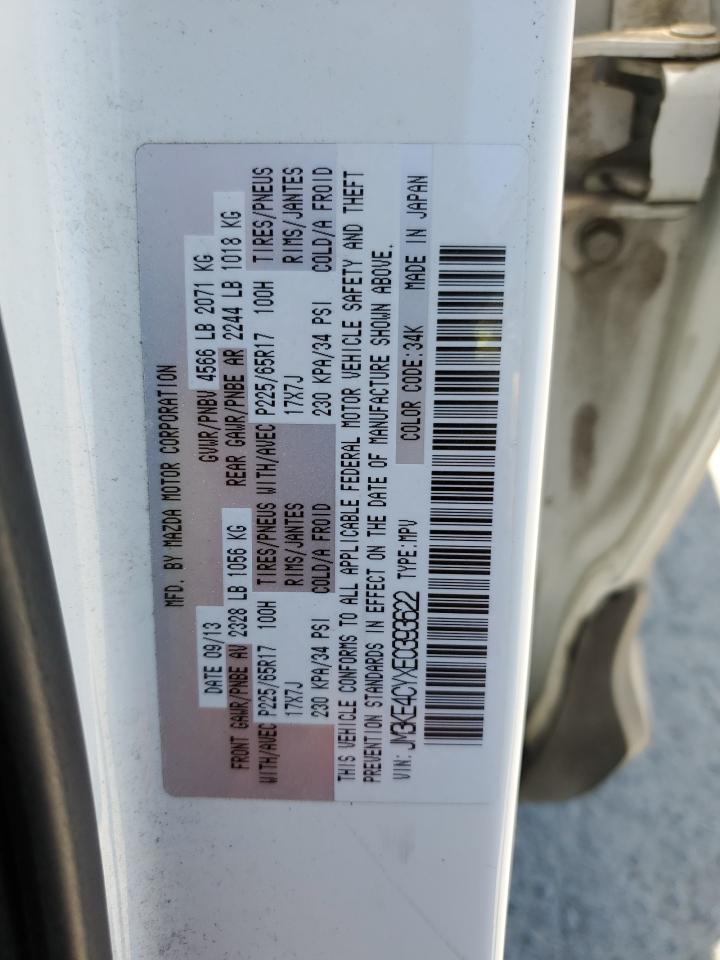 MFD. BY MAZDA MOTOR CORPORATION
DATE 09/13 GVWR/PNBV 4566 LB 2071 KG
FRONT GAWR/PNBE AV 2328 LB 1056 KG REAR GAWR/PNBE AR 2244 LB 1018 KG
WITH/AVEC P225/65R17 100H TIRES/PNEUS WITH/AVEC P225/65R17 100H TIRES/PNEUS
17X7J RIMS/JANTES 17X7J RIMS/JANTES
230 KPA/34 PSI COLD/A FROID 230 KPA/34 PSI COLD/A FROID
THIS VEHICLE CONFORMS TO ALL APPLICABLE FEDERAL MOTOR VEHICLE SAFETY AND THEFT
PREVENTION STANDARDS IN EFFECT ON THE DATE OF MANUFACTURE SHOWN ABOVE.
VIN: JM3KE4CYXE0393622 TYPE:MPV COLOR CODE:34K MADE IN JAPAN